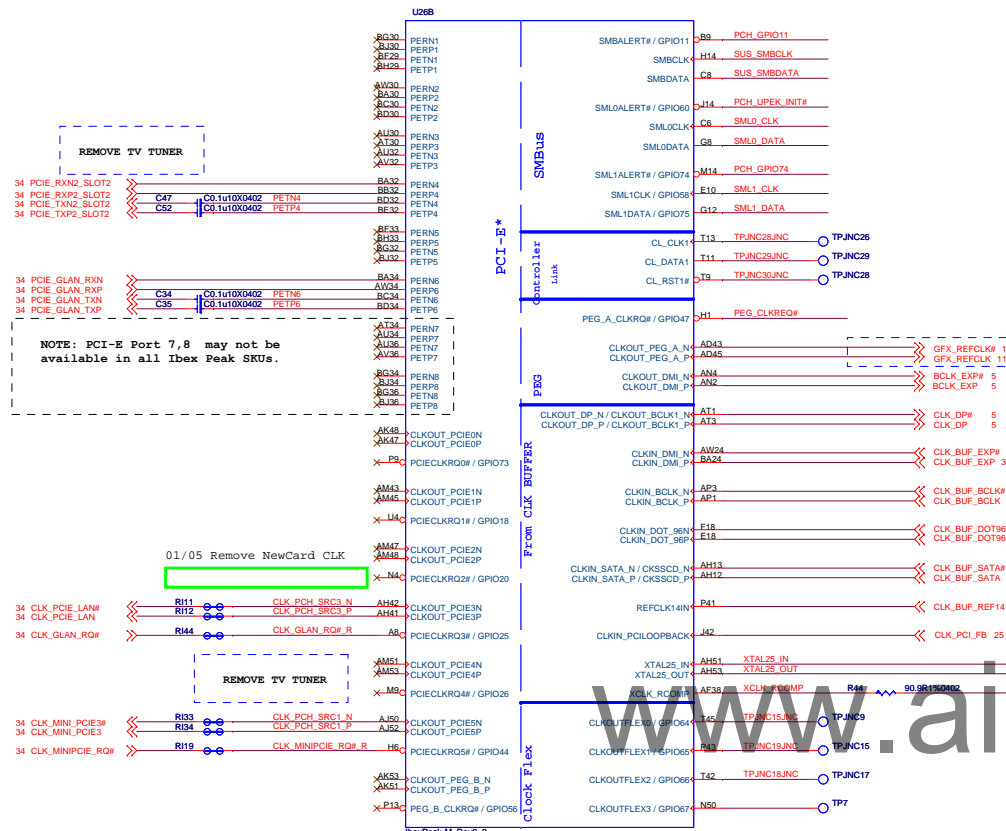 U26B
BG30 PERN1
BJ30 PERP1
BF29 PETN1
BH29 PETP1
AW30 PERN2
BA30 PERP2
BC30 PETN2
BD30 PETP2
AU30 PERN3
AT30 PERP3
AU32 PETN3
AV32 PETP3
REMOVE TV TUNER
34 PCIE_RXN2_SLOT2 BA32 PERN4
34 PCIE_RXP2_SLOT2 BB32 PERP4
34 PCIE_TXN2_SLOT2 C47 C0.1u10X0402 PETN4 BD32 PETN4
34 PCIE_TXP2_SLOT2 C52 C0.1u10X0402 PETP4 BE32 PETP4
BF33 PERN5
BH33 PERP5
BG32 PETN5
BJ32 PETP5
34 PCIE_GLAN_RXN BA34 PERN6
34 PCIE_GLAN_RXP AW34 PERP6
34 PCIE_GLAN_TXN C34 C0.1u10X0402 PETN6 BC34 PETN6
34 PCIE_GLAN_TXP C35 C0.1u10X0402 PETP6 BD34 PETP6
NOTE: PCI-E Port 7,8 may not be
available in all Ibex Peak SKUs.
AT34 PERN7
AU34 PERP7
AU36 PETN7
AV36 PETP7
BG34 PERN8
BJ34 PERP8
BG36 PETN8
BJ36 PETP8
AK48 CLKOUT_PCIE0N
AK47 CLKOUT_PCIE0P
P9 PCIECLKRQ0# / GPIO73
AM43 CLKOUT_PCIE1N
AM45 CLKOUT_PCIE1P
U4 PCIECLKRQ1# / GPIO18
01/05 Remove NewCard CLK
AM47 CLKOUT_PCIE2N
AM48 CLKOUT_PCIE2P
N4 PCIECLKRQ2# / GPIO20
34 CLK_PCIE_LAN# RI11 CLK_PCH_SRC3_N AH42 CLKOUT_PCIE3N
34 CLK_PCIE_LAN RI12 CLK_PCH_SRC3_P AH41 CLKOUT_PCIE3P
34 CLK_GLAN_RQ# RI44 CLK_GLAN_RQ#_R A8 PCIECLKRQ3# / GPIO25
AM51 CLKOUT_PCIE4N
AM53 CLKOUT_PCIE4P
REMOVE TV TUNER
M9 PCIECLKRQ4# / GPIO26
34 CLK_MINI_PCIE3# RI33 CLK_PCH_SRC1_N AJ50 CLKOUT_PCIE5N
34 CLK_MINI_PCIE3 RI34 CLK_PCH_SRC1_P AJ52 CLKOUT_PCIE5P
34 CLK_MINIPCIE_RQ# RI19 CLK_MINIPCIE_RQ#_R H6 PCIECLKRQ5# / GPIO44
AK53 CLKOUT_PEG_B_N
AK51 CLKOUT_PEG_B_P
P13 PEG_B_CLKRQ# / GPIO56
PCI-E*
SMBus
Controller
Link
PEG
From CLK BUFFER
Clock Flex
SMBALERT# / GPIO11 B9 PCH_GPIO11
SMBCLK H14 SUS_SMBCLK
SMBDATA C8 SUS_SMBDATA
SML0ALERT# / GPIO60 J14 PCH_UPEK_INIT#
SML0CLK C6 SML0_CLK
SML0DATA G8 SML0_DATA
SML1ALERT# / GPIO74 M14 PCH_GPIO74
SML1CLK / GPIO58 E10 SML1_CLK
SML1DATA / GPIO75 G12 SML1_DATA
CL_CLK1 T13 TPJNC28JNC TPJNC26
CL_DATA1 T11 TPJNC29JNC TPJNC29
CL_RST1# T9 TPJNC30JNC TPJNC28
PEG_A_CLKRQ# / GPIO47 H1 PEG_CLKREQ#
CLKOUT_PEG_A_N AD43 GFX_REFCLK# 1
CLKOUT_PEG_A_P AD45 GFX_REFCLK 11
CLKOUT_DMI_N AN4 BCLK_EXP# 5
CLKOUT_DMI_P AN2 BCLK_EXP 5
CLKOUT_DP_N / CLKOUT_BCLK1_N AT1 CLK_DP# 5
CLKOUT_DP_P / CLKOUT_BCLK1_P AT3 CLK_DP 5
CLKIN_DMI_N AW24 CLK_BUF_EXP#
CLKIN_DMI_P BA24 CLK_BUF_EXP 3
CLKIN_BCLK_N AP3 CLK_BUF_BCLK#
CLKIN_BCLK_P AP1 CLK_BUF_BCLK
CLKIN_DOT_96N F18 CLK_BUF_DOT96
CLKIN_DOT_96P E18 CLK_BUF_DOT96
CLKIN_SATA_N / CKSSCD_N AH13 CLK_BUF_SATA#
CLKIN_SATA_P / CKSSCD_P AH12 CLK_BUF_SATA
REFCLK14IN P41 CLK_BUF_REF14
CLKIN_PCILOOPBACK J42 CLK_PCI_FB 25
XTAL25_IN AH51 XTAL25_IN
XTAL25_OUT AH53 XTAL25_OUT
XCLK_RCOMP AF38 XCLK_RCOMP R44 90.9R1%0402
CLKOUTFLEX0 / GPIO64 T45 TPJNC15JNC TPJNC9
CLKOUTFLEX1 / GPIO65 P43 TPJNC19JNC TPJNC15
CLKOUTFLEX2 / GPIO66 T42 TPJNC18JNC TPJNC17
CLKOUTFLEX3 / GPIO67 N50 TP7
www.ai